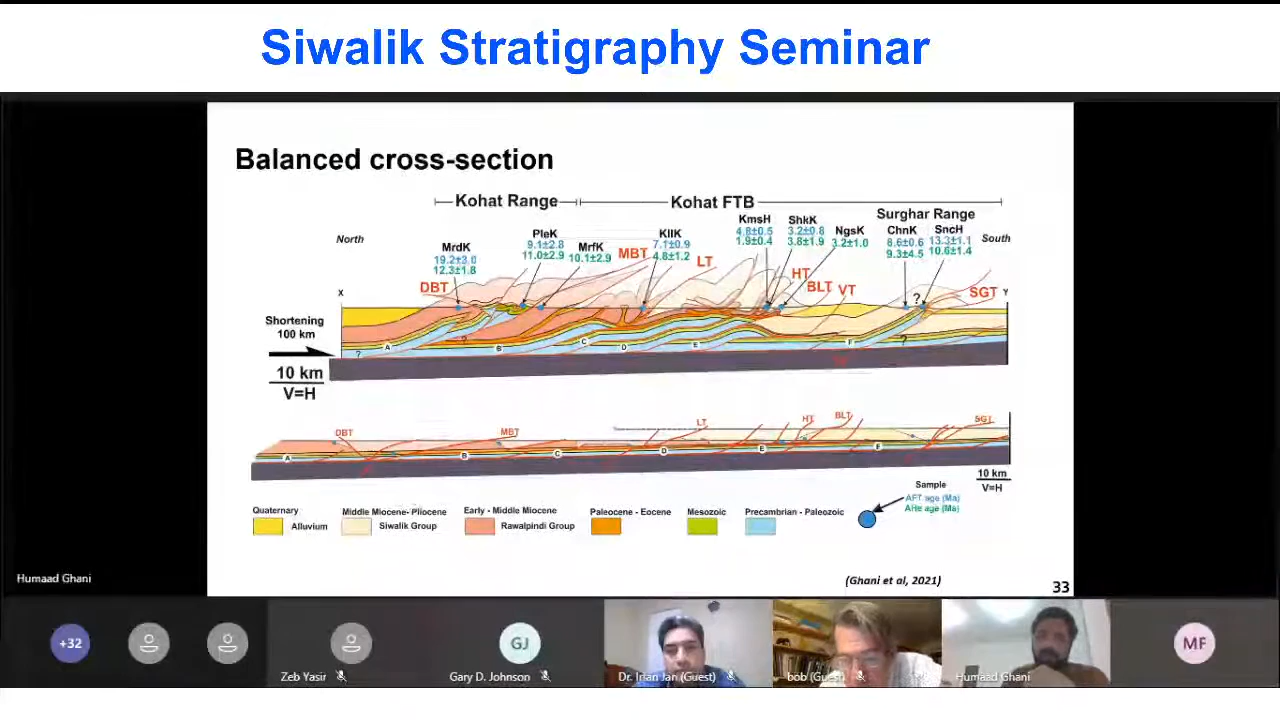 Siwalik Stratigraphy Seminar
Balanced cross-section
Kohat Range
Kohat FTB
Surghar Range
North
South
MrdK
19.2±3.0
12.3±1.8
PleK
9.1±2.8
11.0±2.9
MrfK
10.1±2.9
KllK
7.1±0.9
4.8±1.2
KmsH
4.8±0.5
1.9±0.4
ShkK
3.2±0.8
3.8±1.9
NgsK
3.2±1.0
ChnK
8.6±0.6
9.3±4.5
SncH
13.3±1.1
10.6±1.4
DBT
MBT
LT
HT
BLT
VT
SGT
X
Y
?
Shortening
100 km
10 km
V=H
? A ? B C D E F ?
DBT
MBT
LT
HT
BLT
SGT
A B C D E F
10 km
V=H
Quaternary
Alluvium
Middle Miocene- Pliocene
Siwalik Group
Early - Middle Miocene
Rawalpindi Group
Paleocene - Eocene
Mesozoic
Precambrian - Paleozoic
Sample
AFT age (Ma)
AHe age (Ma)
(Ghani et al, 2021)
33
Humaad Ghani
+32
Zeb Yasir
GJ
Gary D. Johnson
Dr. Irfan Jan (Guest)
bob (Guest)
Humaad Ghani
MF